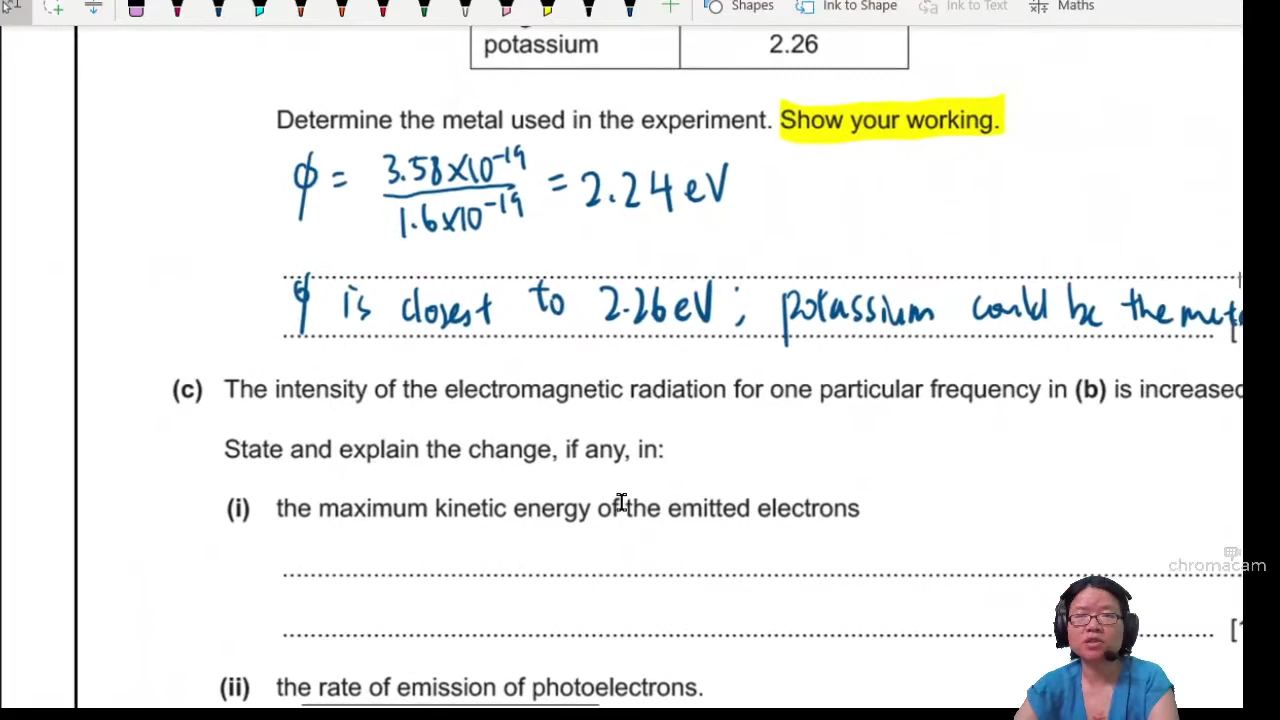 Shapes Ink to Shape Ink to Text Maths
potassium 2.26
Determine the metal used in the experiment. Show your working.
ϕ = 3.58×10⁻¹⁹ / 1.6×10⁻¹⁹ = 2.24 eV
ϕ is closest to 2.26eV; potassium could be the met
(c) The intensity of the electromagnetic radiation for one particular frequency in (b) is increased
State and explain the change, if any, in:
(i) the maximum kinetic energy of the emitted electrons
chromacam
(ii) the rate of emission of photoelectrons.